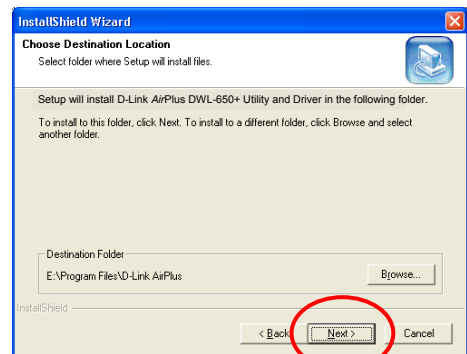 InstallShield Wizard
Choose Destination Location
Select folder where Setup will install files.
Setup will install D-Link AirPlus DWL-650+ Utility and Driver in the following folder.
To install to this folder, click Next. To install to a different folder, click Browse and select
another folder.
Destination Folder
E:\Program Files\D-Link AirPlus
Browse...
InstallShield
< Back
Next >
Cancel